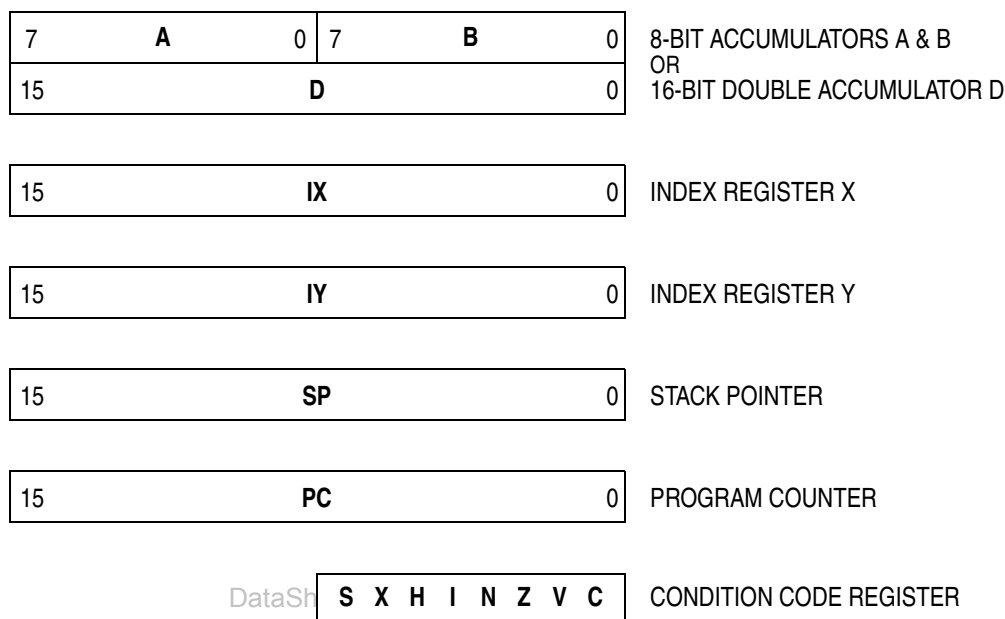 7 A 0 7 B 0 8-BIT ACCUMULATORS A & B
OR
15 D 0 16-BIT DOUBLE ACCUMULATOR D
15 IX 0 INDEX REGISTER X
15 IY 0 INDEX REGISTER Y
15 SP 0 STACK POINTER
15 PC 0 PROGRAM COUNTER
DataSh S X H I N Z V C CONDITION CODE REGISTER